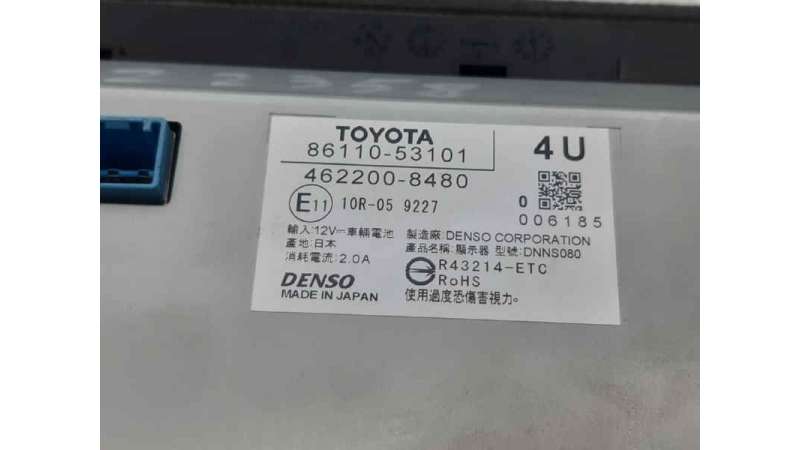 TOYOTA
86110-53101
4U
462200-8480
0
006185
E11 10R-05 9227
輸入:12V⎓車輛電池 製造廠:DENSO CORPORATION
產地:日本 產品名稱:顯示器 型號:DNNS080
消耗電流:2.0A
R43214-ETC
RoHS
DENSO
MADE IN JAPAN
使用過度恐傷害視力。